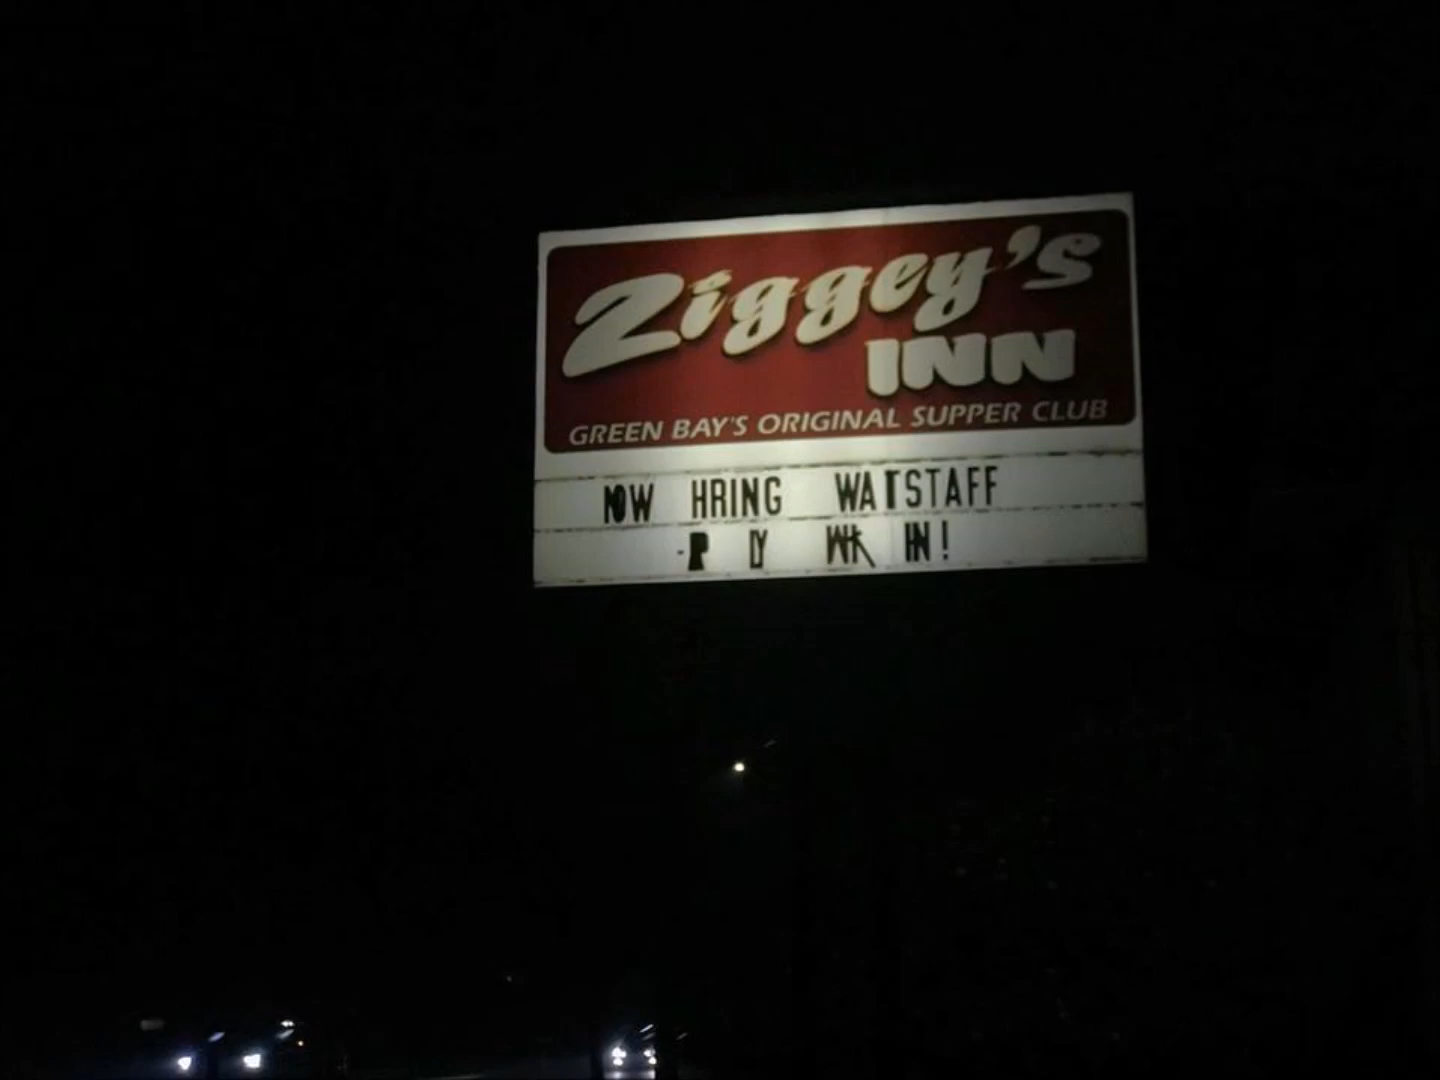 Ziggey's
INN
GREEN BAY'S ORIGINAL SUPPER CLUB
NOW HRING WATSTAFF